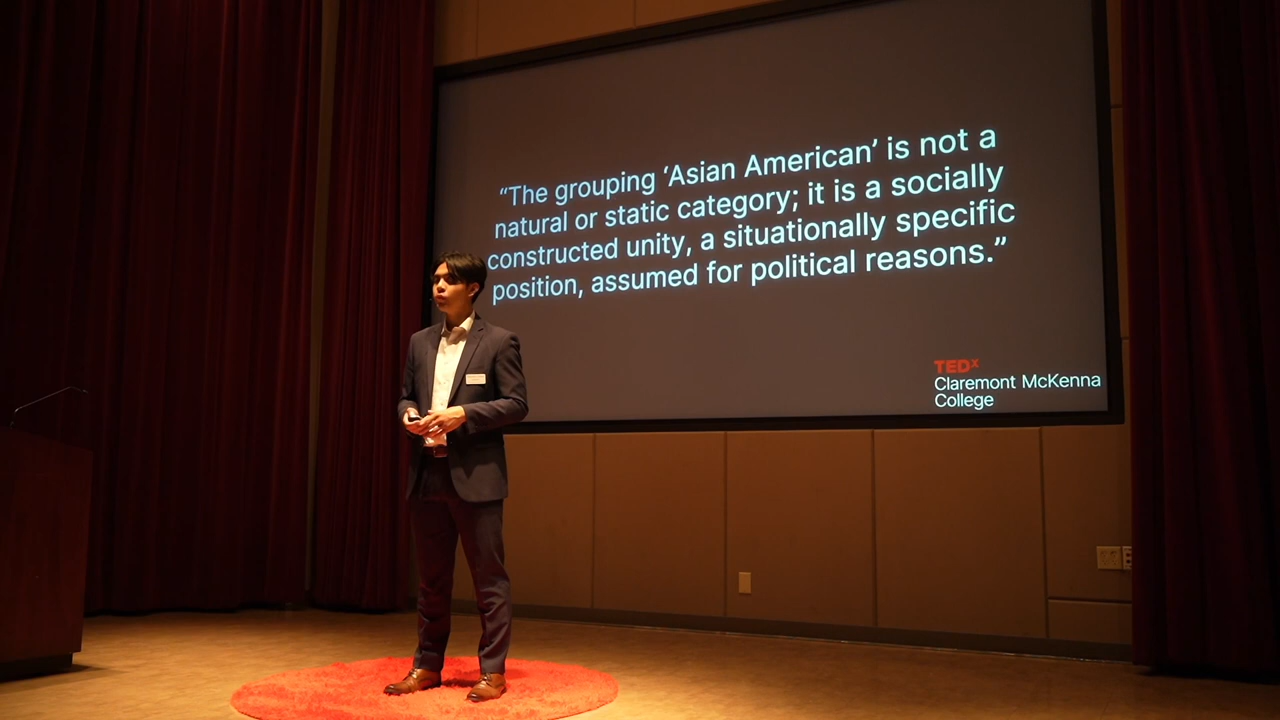 “The grouping ‘Asian American’ is not a
natural or static category; it is a socially
constructed unity, a situationally specific
position, assumed for political reasons.”
TEDx
Claremont McKenna
College